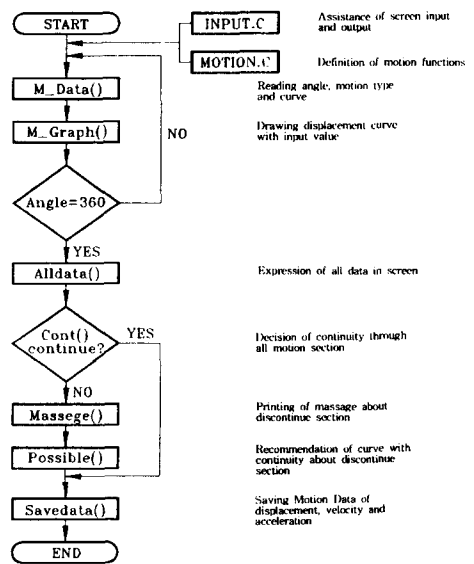 START
INPUT.C
Assistance of screen input
and output
MOTION.C
Definition of motion functions
M_Data()
Reading angle, motion type
and curve
M_Graph()
NO
Drawing displacement curve
with input value
Angle=360
YES
Alldata()
Expression of all data in screen
Cont()
continue?
YES
Decision of continuity through
all motion section
NO
Massege()
Printing of massage about
discontinue section
Possible()
Recommendation of curve with
continuity about discontinue
section
Savedata()
Saving Motion Data of
displacement, velocity and
acceleration
END